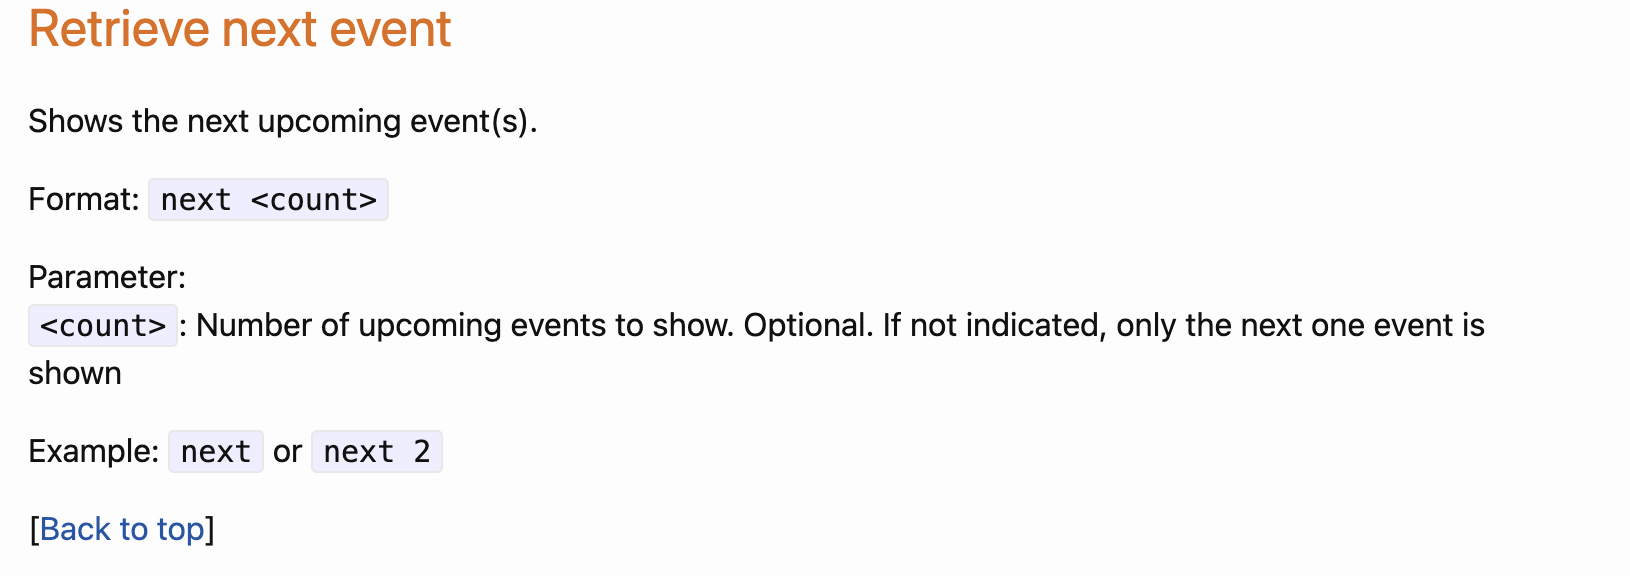 Retrieve next event
Shows the next upcoming event(s).
Format: next <count>
Parameter:
<count>: Number of upcoming events to show. Optional. If not indicated, only the next one event is
shown
Example: next or next 2
[Back to top]